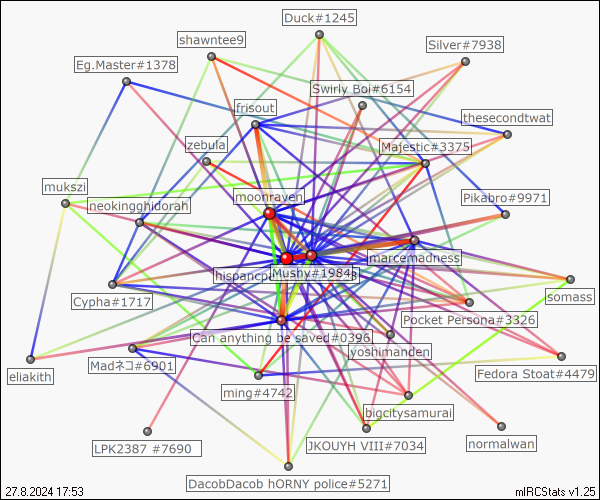 Duck#1245
shawntee9
Silver#7938
Eg.Master#1378
Swirly Boi#6154
frisout
thesecondtwat
zebula
Majestic#3375
mukszi
moonraven
Pikabro#9971
neokingghidorah
marcemadness
Mushy#1984
hispancp
Cypha#1717
somass
Pocket Persona#3326
Can anything be saved#0396
yoshimanden
Madネコ#6901
eliakith
Fedora Stoat#4479
ming#4742
bigcitysamurai
LPK2387 #7690
JKOUYH VIII#7034
normalwan
DacobDacob hORNY police#5271
27.8.2024 17:53
mIRCStats v1.25